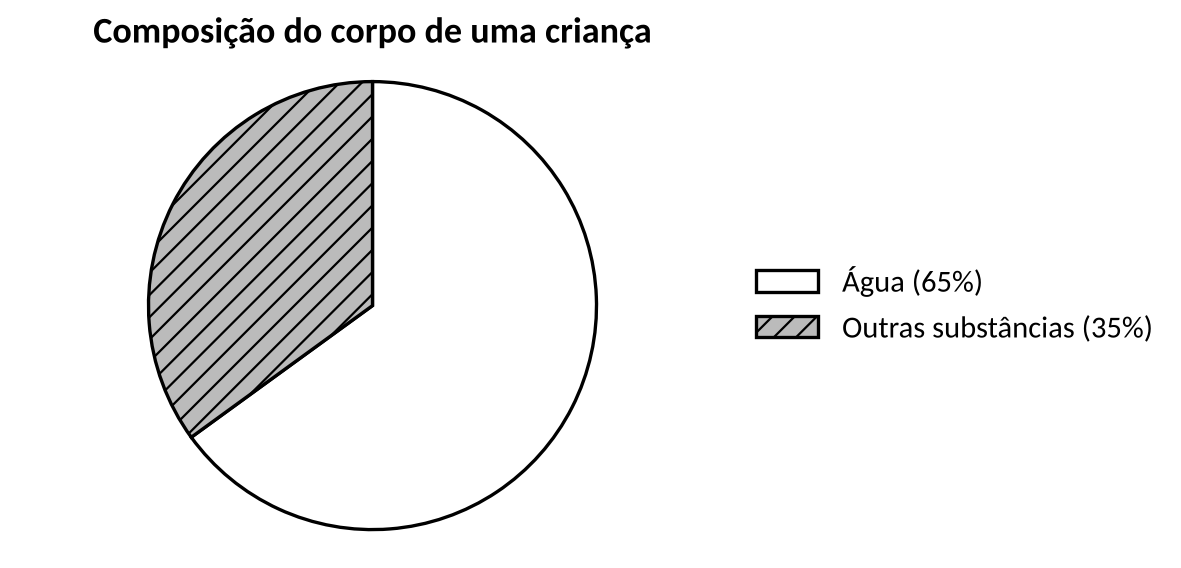 Composição do corpo de uma criança
Água (65%)
Outras substâncias (35%)